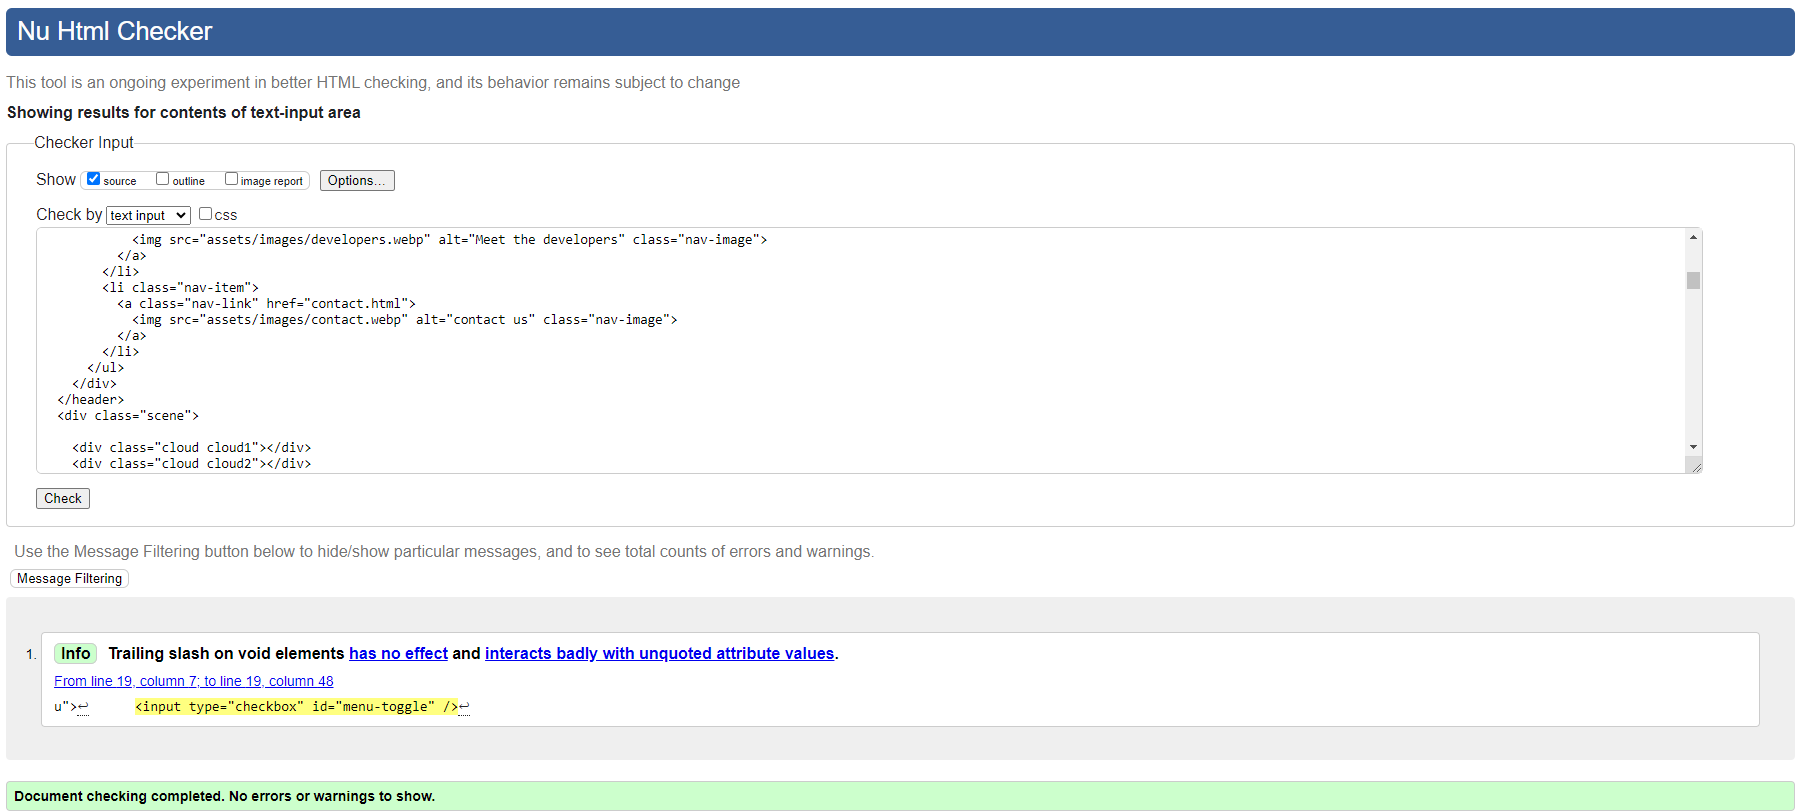 Nu Html Checker
This tool is an ongoing experiment in better HTML checking, and its behavior remains subject to change
Showing results for contents of text-input area
Checker Input
Show source outline image report Options...
Check by text input css
<img src="assets/images/developers.webp" alt="Meet the developers" class="nav-image">
</a>
</li>
<li class="nav-item">
<a class="nav-link" href="contact.html">
<img src="assets/images/contact.webp" alt="contact us" class="nav-image">
</a>
</li>
</ul>
</div>
</header>
<div class="scene">
<div class="cloud cloud1"></div>
<div class="cloud cloud2"></div>
Check
Use the Message Filtering button below to hide/show particular messages, and to see total counts of errors and warnings.
Message Filtering
1. Info Trailing slash on void elements has no effect and interacts badly with unquoted attribute values.
From line 19, column 7; to line 19, column 48
u">↩ <input type="checkbox" id="menu-toggle" />↩
Document checking completed. No errors or warnings to show.